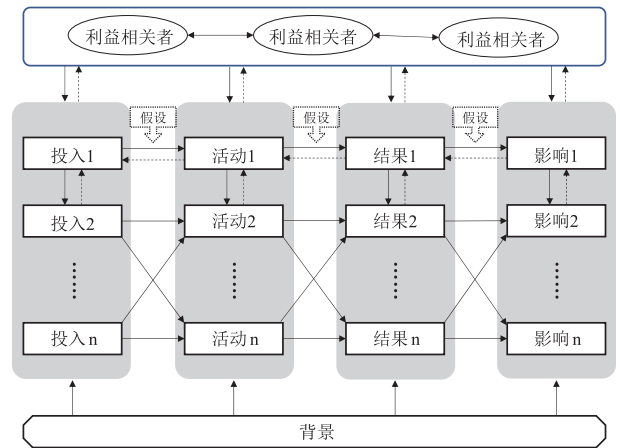 利益相关者 利益相关者 利益相关者
假设 假设 假设
投入1 活动1 结果1 影响1
投入2 活动2 结果2 影响2
投入n 活动n 结果n 影响n
背景